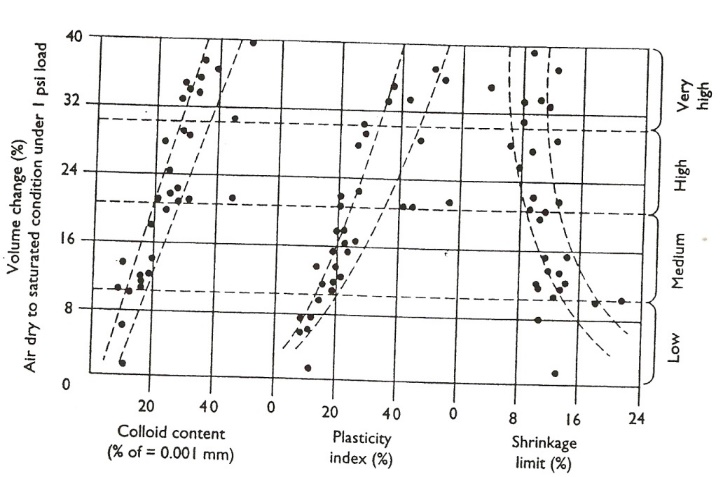 Volume change (%)
Air dry to saturated condition under 1 psi load
40
32
24
16
8
0
20
40
0
20
40
0
8
16
24
Colloid content
(% of = 0.001 mm)
Plasticity
index (%)
Shrinkage
limit (%)
Very
high
High
Medium
Low